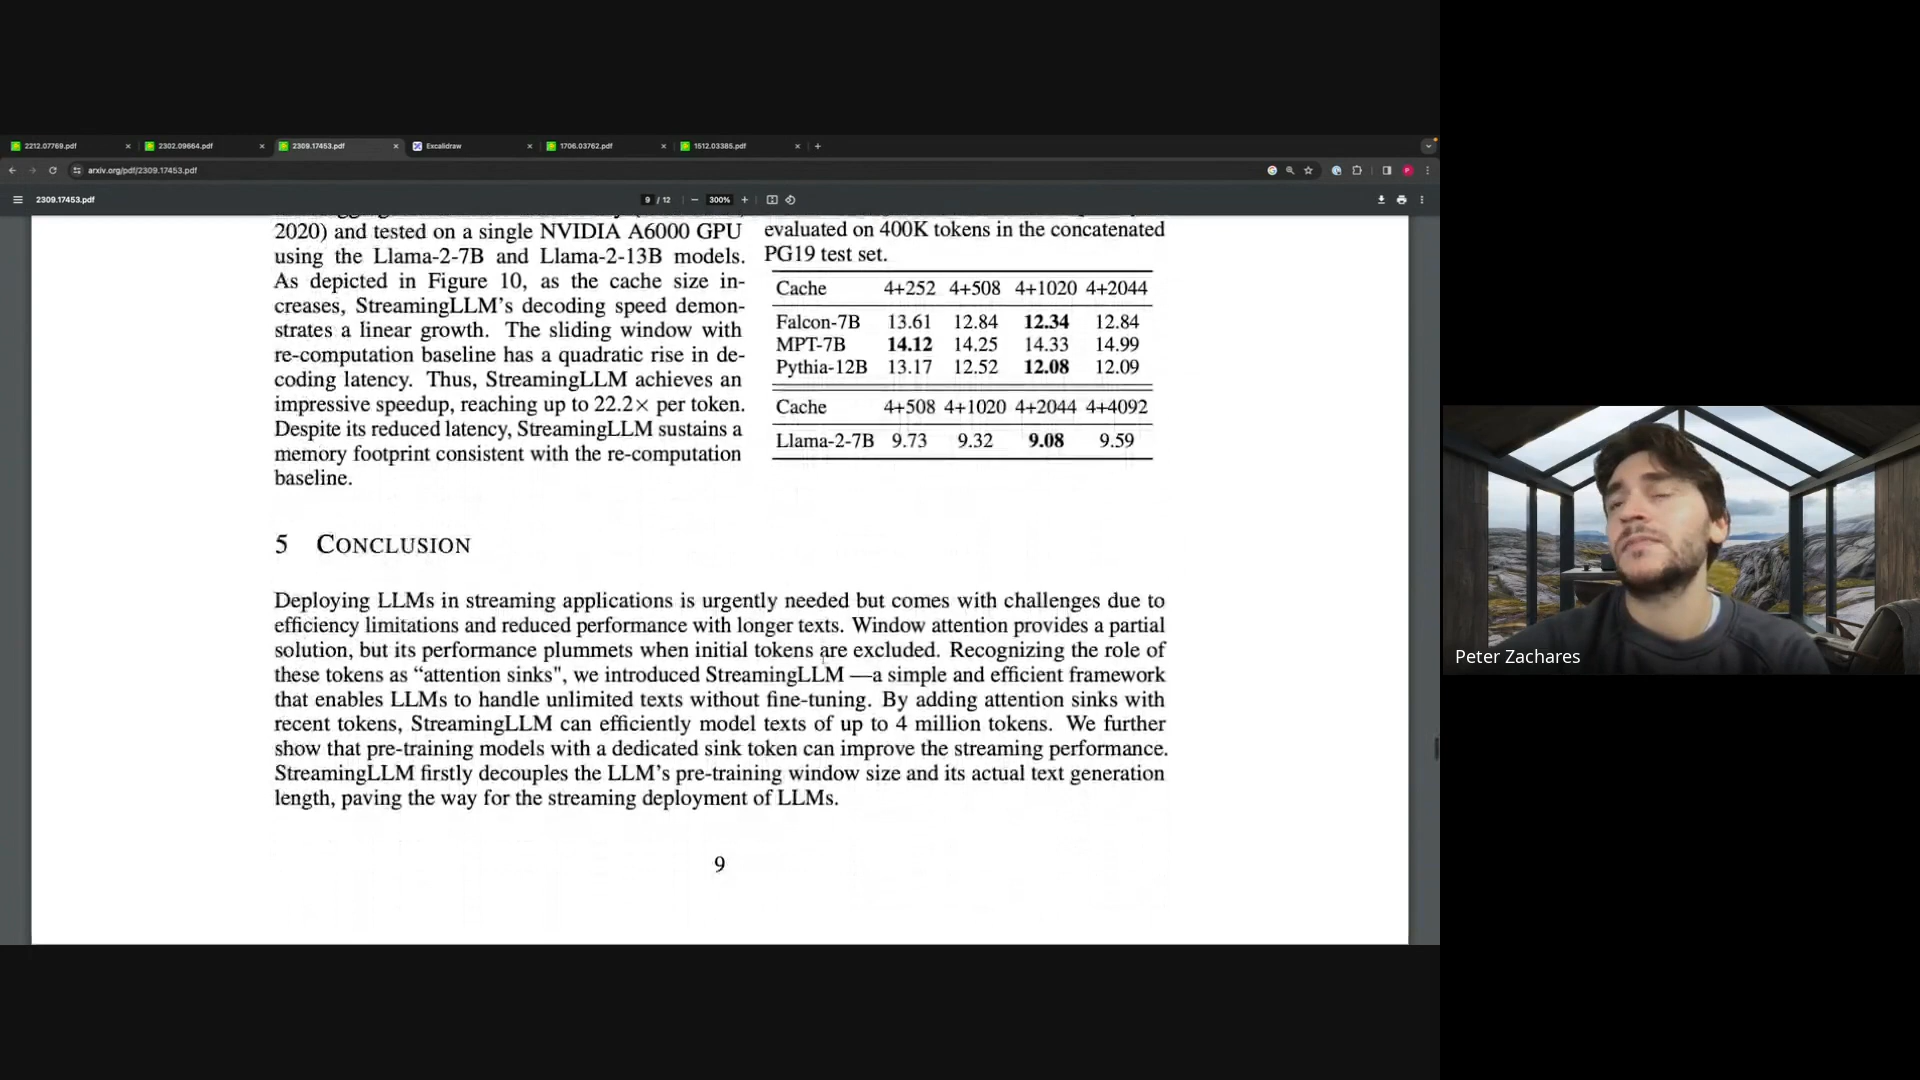 2212.07769.pdf
2302.09664.pdf
2309.17453.pdf
Excalidraw
1706.03762.pdf
1512.03385.pdf
arxiv.org/pdf/2309.17453.pdf
P
2309.17453.pdf
9 / 12
300%
2020) and tested on a single NVIDIA A6000 GPU
using the Llama-2-7B and Llama-2-13B models.
As depicted in Figure 10, as the cache size in-
creases, StreamingLLM's decoding speed demon-
strates a linear growth. The sliding window with
re-computation baseline has a quadratic rise in de-
coding latency. Thus, StreamingLLM achieves an
impressive speedup, reaching up to 22.2× per token.
Despite its reduced latency, StreamingLLM sustains a
memory footprint consistent with the re-computation
baseline.
evaluated on 400K tokens in the concatenated
PG19 test set.
Cache 4+252 4+508 4+1020 4+2044
Falcon-7B 13.61 12.84 12.34 12.84
MPT-7B 14.12 14.25 14.33 14.99
Pythia-12B 13.17 12.52 12.08 12.09
Cache 4+508 4+1020 4+2044 4+4092
Llama-2-7B 9.73 9.32 9.08 9.59
5 CONCLUSION
Deploying LLMs in streaming applications is urgently needed but comes with challenges due to
efficiency limitations and reduced performance with longer texts. Window attention provides a partial
solution, but its performance plummets when initial tokens are excluded. Recognizing the role of
these tokens as “attention sinks", we introduced StreamingLLM —a simple and efficient framework
that enables LLMs to handle unlimited texts without fine-tuning. By adding attention sinks with
recent tokens, StreamingLLM can efficiently model texts of up to 4 million tokens. We further
show that pre-training models with a dedicated sink token can improve the streaming performance.
StreamingLLM firstly decouples the LLM's pre-training window size and its actual text generation
length, paving the way for the streaming deployment of LLMs.
9
Peter Zachares